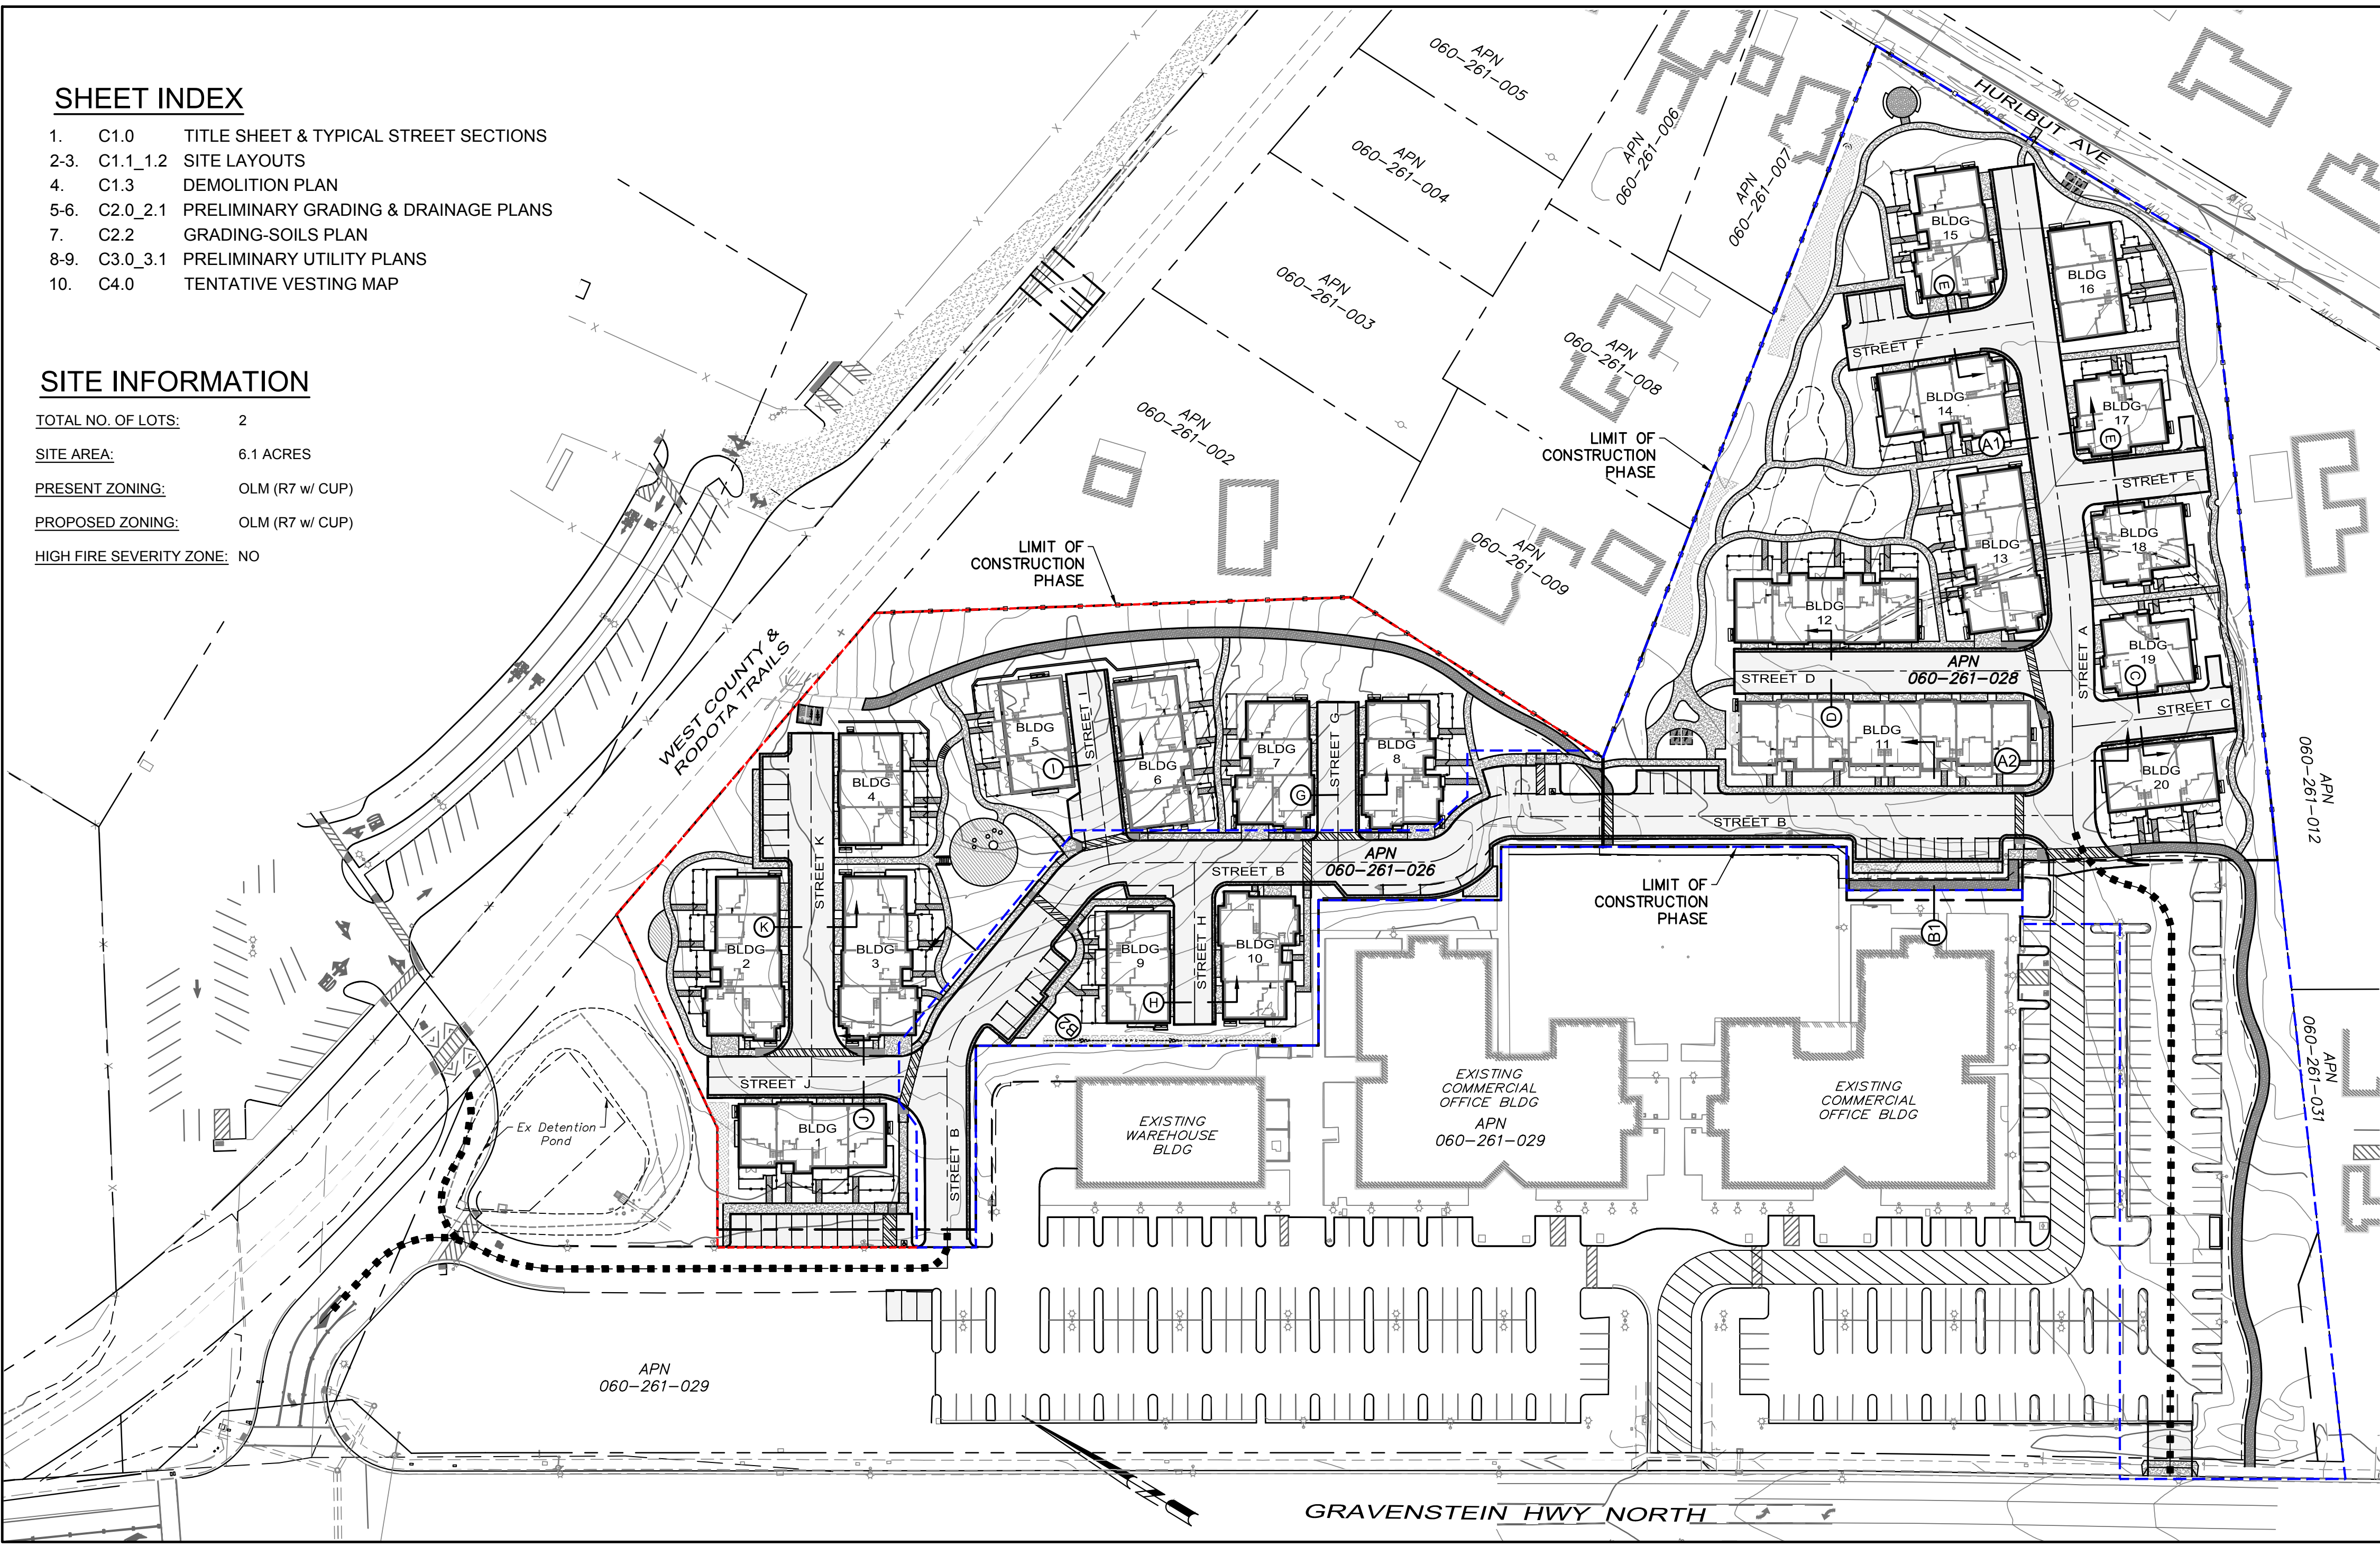 SHEET INDEX
1. C1.0 TITLE SHEET & TYPICAL STREET SECTIONS
2-3. C1.1_1.2 SITE LAYOUTS
4. C1.3 DEMOLITION PLAN
5-6. C2.0_2.1 PRELIMINARY GRADING & DRAINAGE PLANS
7. C2.2 GRADING-SOILS PLAN
8-9. C3.0_3.1 PRELIMINARY UTILITY PLANS
10. C4.0 TENTATIVE VESTING MAP
SITE INFORMATION
TOTAL NO. OF LOTS: 2
SITE AREA: 6.1 ACRES
PRESENT ZONING: OLM (R7 w/ CUP)
PROPOSED ZONING: OLM (R7 w/ CUP)
HIGH FIRE SEVERITY ZONE: NO
APN
060-261-005
APN
060-261-006
APN
060-261-007
APN
060-261-004
APN
060-261-003
APN
060-261-008
APN
060-261-002
APN
060-261-009
HURLBUT AVE
LIMIT OF
CONSTRUCTION
PHASE
LIMIT OF
CONSTRUCTION
PHASE
LIMIT OF
CONSTRUCTION
PHASE
WEST COUNTY &
RODOTA TRAILS
BLDG
15
E
BLDG
16
STREET F
BLDG
14
A1
BLDG
17
E
STREET E
BLDG
13
BLDG
18
BLDG
12
STREET A
BLDG
19
C
APN
060-261-028
STREET D
STREET C
D
BLDG
11
A2
BLDG
20
STREET B
APN
060-261-012
APN
060-261-031
BLDG
5
I
STREET I
BLDG
6
BLDG
7
G
STREET G
BLDG
8
BLDG
4
STREET K
STREET B
APN
060-261-026
BLDG
2
K
BLDG
3
BLDG
9
H
STREET H
BLDG
10
B2
B1
STREET J
J
BLDG
1
STREET B
Ex Detention
Pond
EXISTING
WAREHOUSE
BLDG
EXISTING
COMMERCIAL
OFFICE BLDG
APN
060-261-029
EXISTING
COMMERCIAL
OFFICE BLDG
APN
060-261-029
N
GRAVENSTEIN HWY NORTH